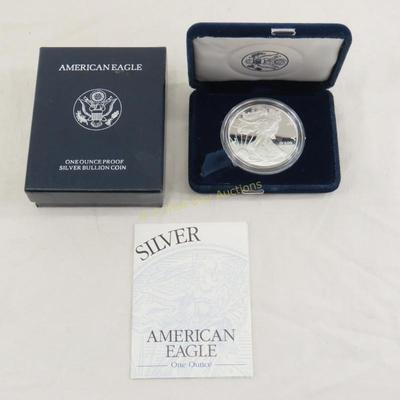 AMERICAN EAGLE
ONE OUNCE PROOF
SILVER BULLION COIN
SILVER
AMERICAN
EAGLE
One Ounce